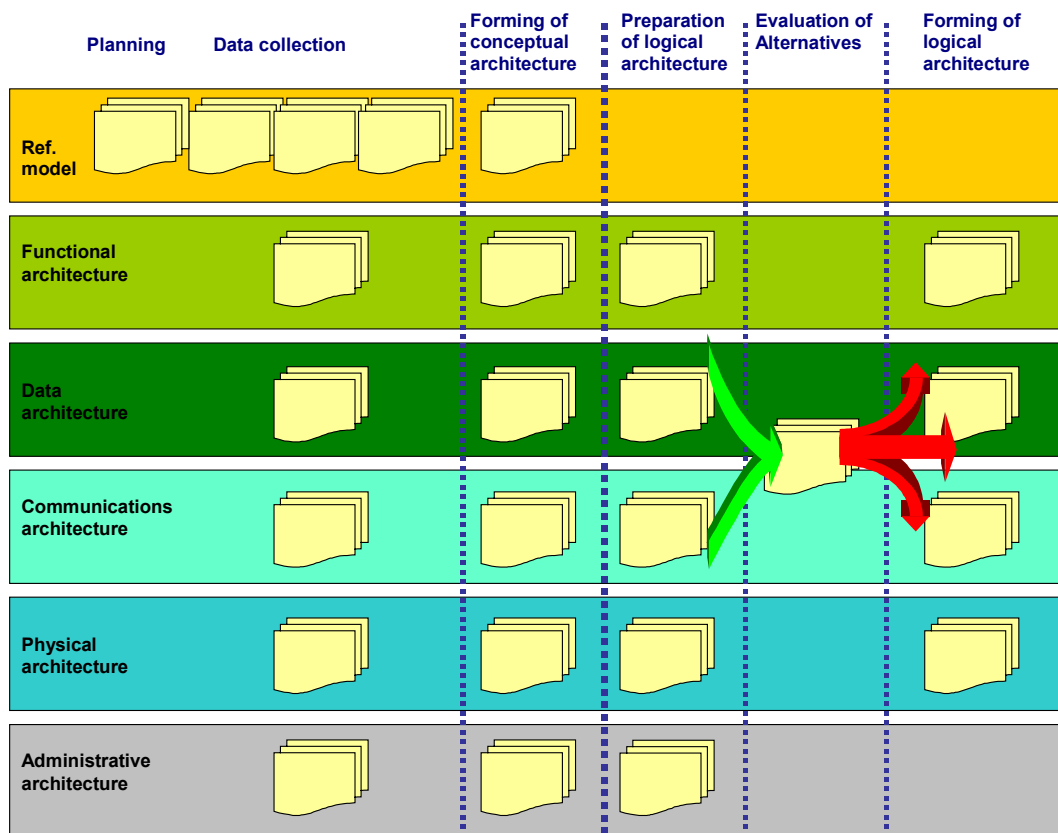 Planning
Data collection
Forming of
conceptual
architecture
Preparation
of logical
architecture
Evaluation of
Alternatives
Forming of
logical
architecture
Ref.
model
Functional
architecture
Data
architecture
Communications
architecture
Physical
architecture
Administrative
architecture